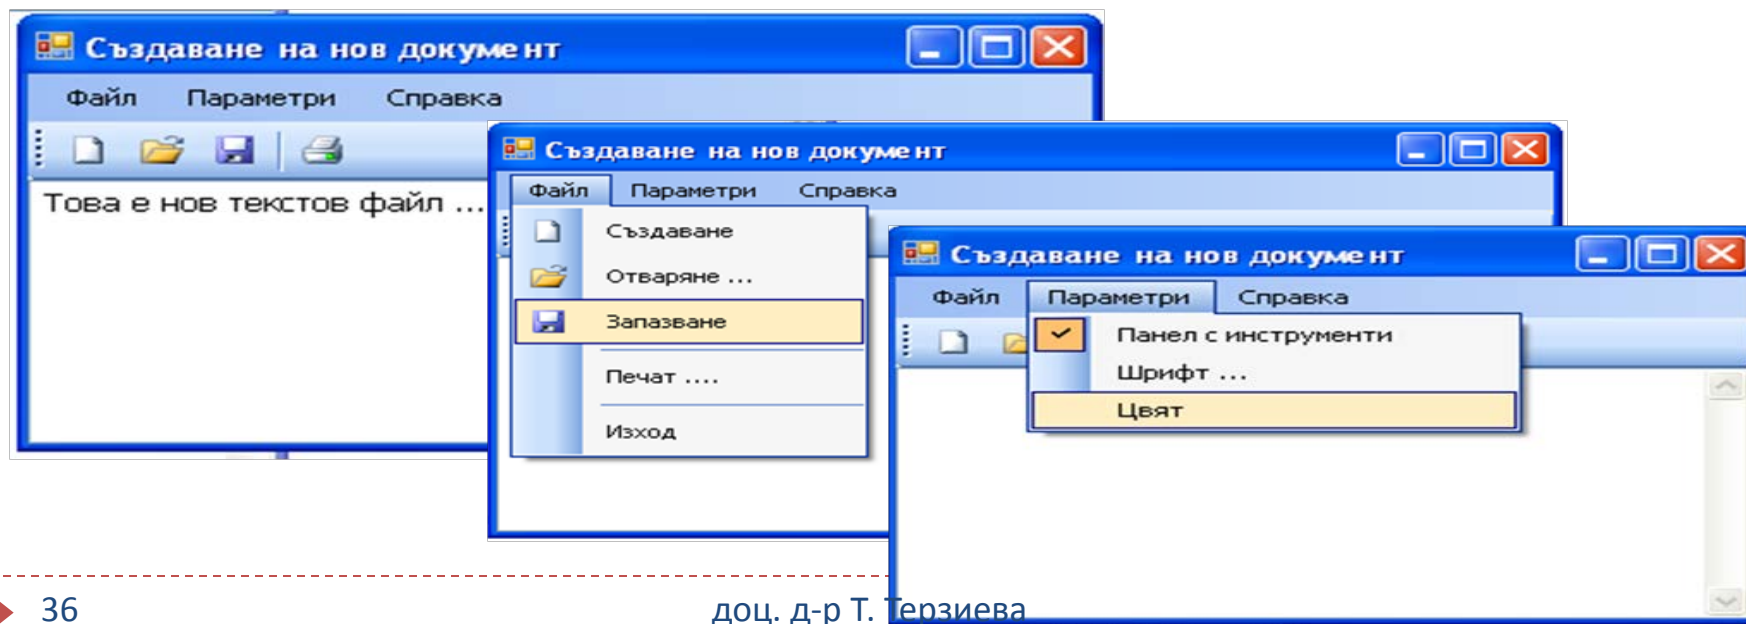 Създаване на нов документ
Файл Параметри Справка
Това е нов текстов файл ...
Създаване на нов документ
Файл Параметри Справка
Създаване
Отваряне ...
Запазване
Печат ....
Изход
Създаване на нов документ
Файл Параметри Справка
Панел с инструменти
Шрифт ...
Цвят
36
доц. д-р Т. Терзиева